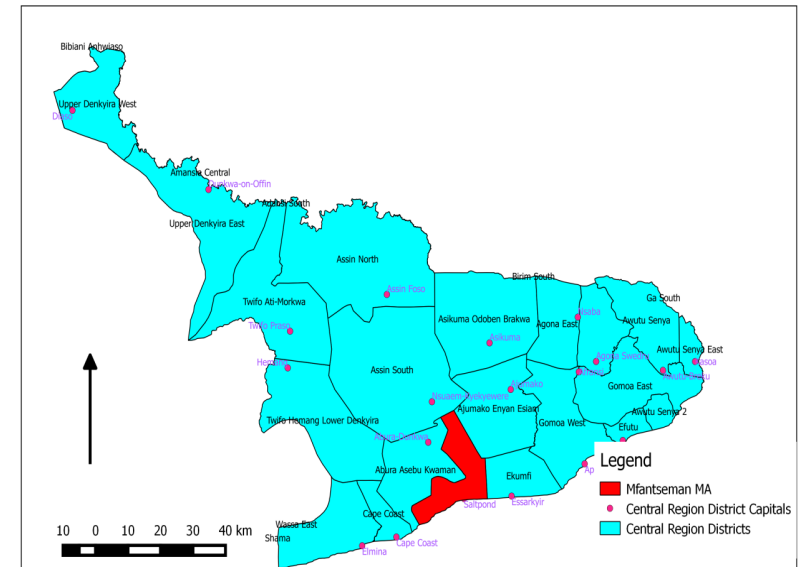 Bibiani Anhwiaso
Upper Denkyira West
Diaso
Amansia Central
Dunkwa-on-Offin
Adansi South
Upper Denkyira East
Assin North
Birim South
Assin Foso
Ga South
Twifo Ati-Morkwa
Asikuma Odoben Brakwa
Nsaba
Awutu Senya
Agona East
Twifo Praso
Asikuma
Awutu Senya East
Hemang
Assin South
Agona Swedru
Kasoa
Awutu Breku
Ajumako
Gomoa East
Nsuaem-Kyekyewere
Ajumako Enyan Esiam
Awutu Senya 2
Twifo Hemang Lower Denkyira
Gomoa West
Efutu
Abura-Dunkwa
Abura Asebu Kwaman
Ekumfi
Ap
Saltpond
Essarkyir
Cape Coast
Wassa East
Shama
Cape Coast
Elmina
10 0 10 20 30 40 km
Legend
Mfantseman MA
Central Region District Capitals
Central Region Districts